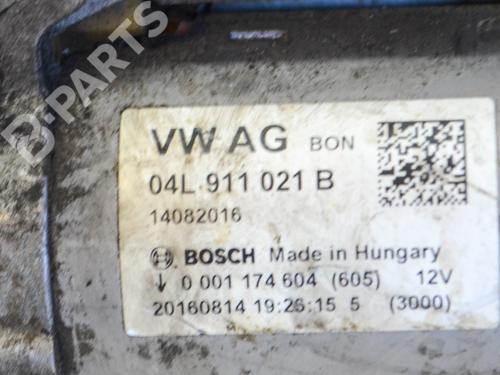 B-PARTS
VW AG BON
04L 911 021 B
14082016
BOSCH Made in Hungary
↓ 0 001 174 604 (605) 12V
20160814 19:26:15 5 (3000)